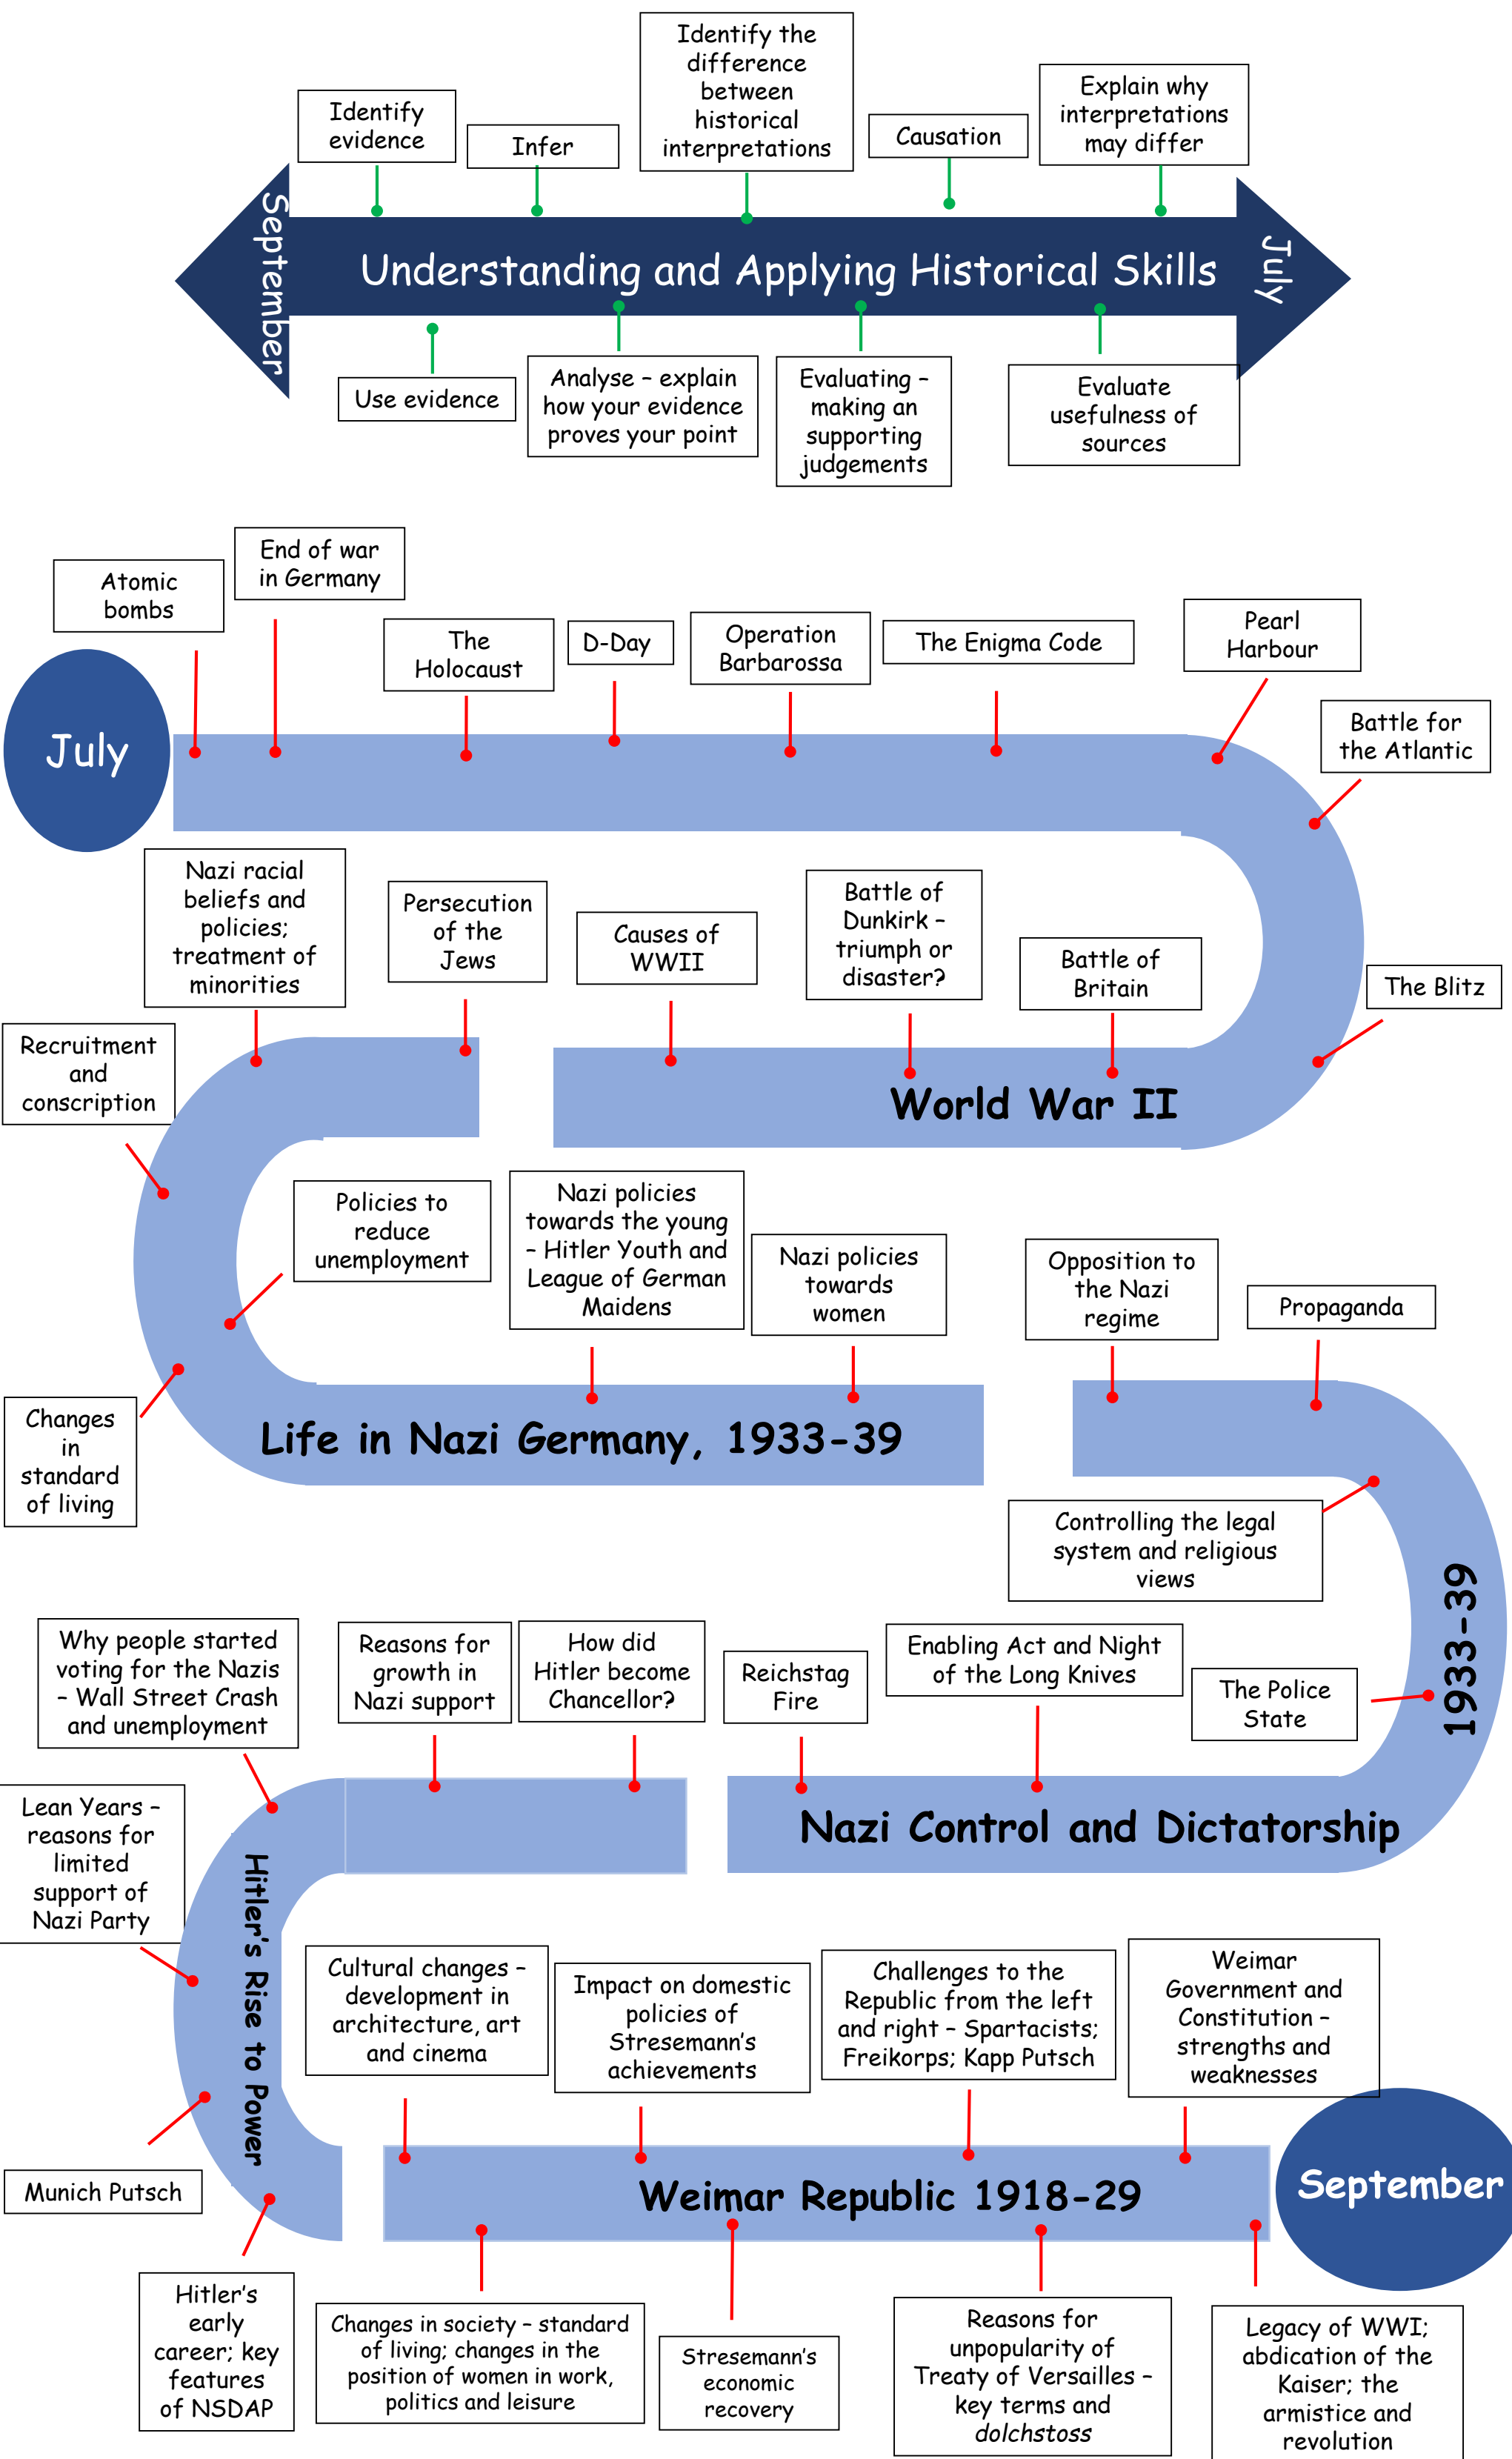 Identify the
difference
between
historical
interpretations
Explain why
interpretations
may differ
Identify
evidence
Infer
Causation
September
Understanding and Applying Historical Skills
July
Use evidence
Analyse – explain
how your evidence
proves your point
Evaluating –
making an
supporting
judgements
Evaluate
usefulness of
sources
Atomic
bombs
End of war
in Germany
The
Holocaust
D-Day
Operation
Barbarossa
The Enigma Code
Pearl
Harbour
Battle for
the Atlantic
July
Nazi racial
beliefs and
policies;
treatment of
minorities
Persecution
of the
Jews
Causes of
WWII
Battle of
Dunkirk –
triumph or
disaster?
Battle of
Britain
The Blitz
Recruitment
and
conscription
World War II
Policies to
reduce
unemployment
Nazi policies
towards the young
– Hitler Youth and
League of German
Maidens
Nazi policies
towards
women
Opposition to
the Nazi
regime
Propaganda
Changes
in
standard
of living
Life in Nazi Germany, 1933-39
Controlling the legal
system and religious
views
1933-39
Why people started
voting for the Nazis
– Wall Street Crash
and unemployment
Reasons for
growth in
Nazi support
How did
Hitler become
Chancellor?
Reichstag
Fire
Enabling Act and Night
of the Long Knives
The Police
State
Lean Years –
reasons for
limited
support of
Nazi Party
Nazi Control and Dictatorship
Hitler's Rise to Power
Cultural changes –
development in
architecture, art
and cinema
Impact on domestic
policies of
Stresemann's
achievements
Challenges to the
Republic from the left
and right – Spartacists;
Freikorps; Kapp Putsch
Weimar
Government and
Constitution –
strengths and
weaknesses
Munich Putsch
Weimar Republic 1918-29
September
Hitler's
early
career; key
features
of NSDAP
Changes in society – standard
of living; changes in the
position of women in work,
politics and leisure
Stresemann's
economic
recovery
Reasons for
unpopularity of
Treaty of Versailles –
key terms and
dolchstoss
Legacy of WWI;
abdication of the
Kaiser; the
armistice and
revolution